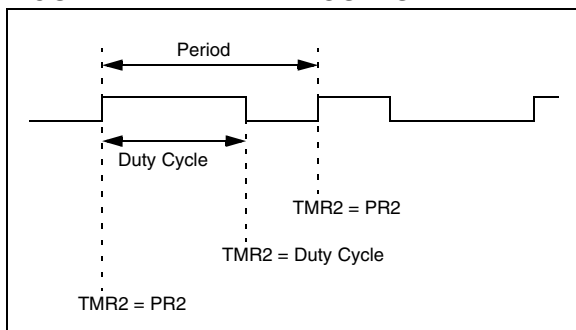 Period
Duty Cycle
TMR2 = PR2
TMR2 = Duty Cycle
TMR2 = PR2